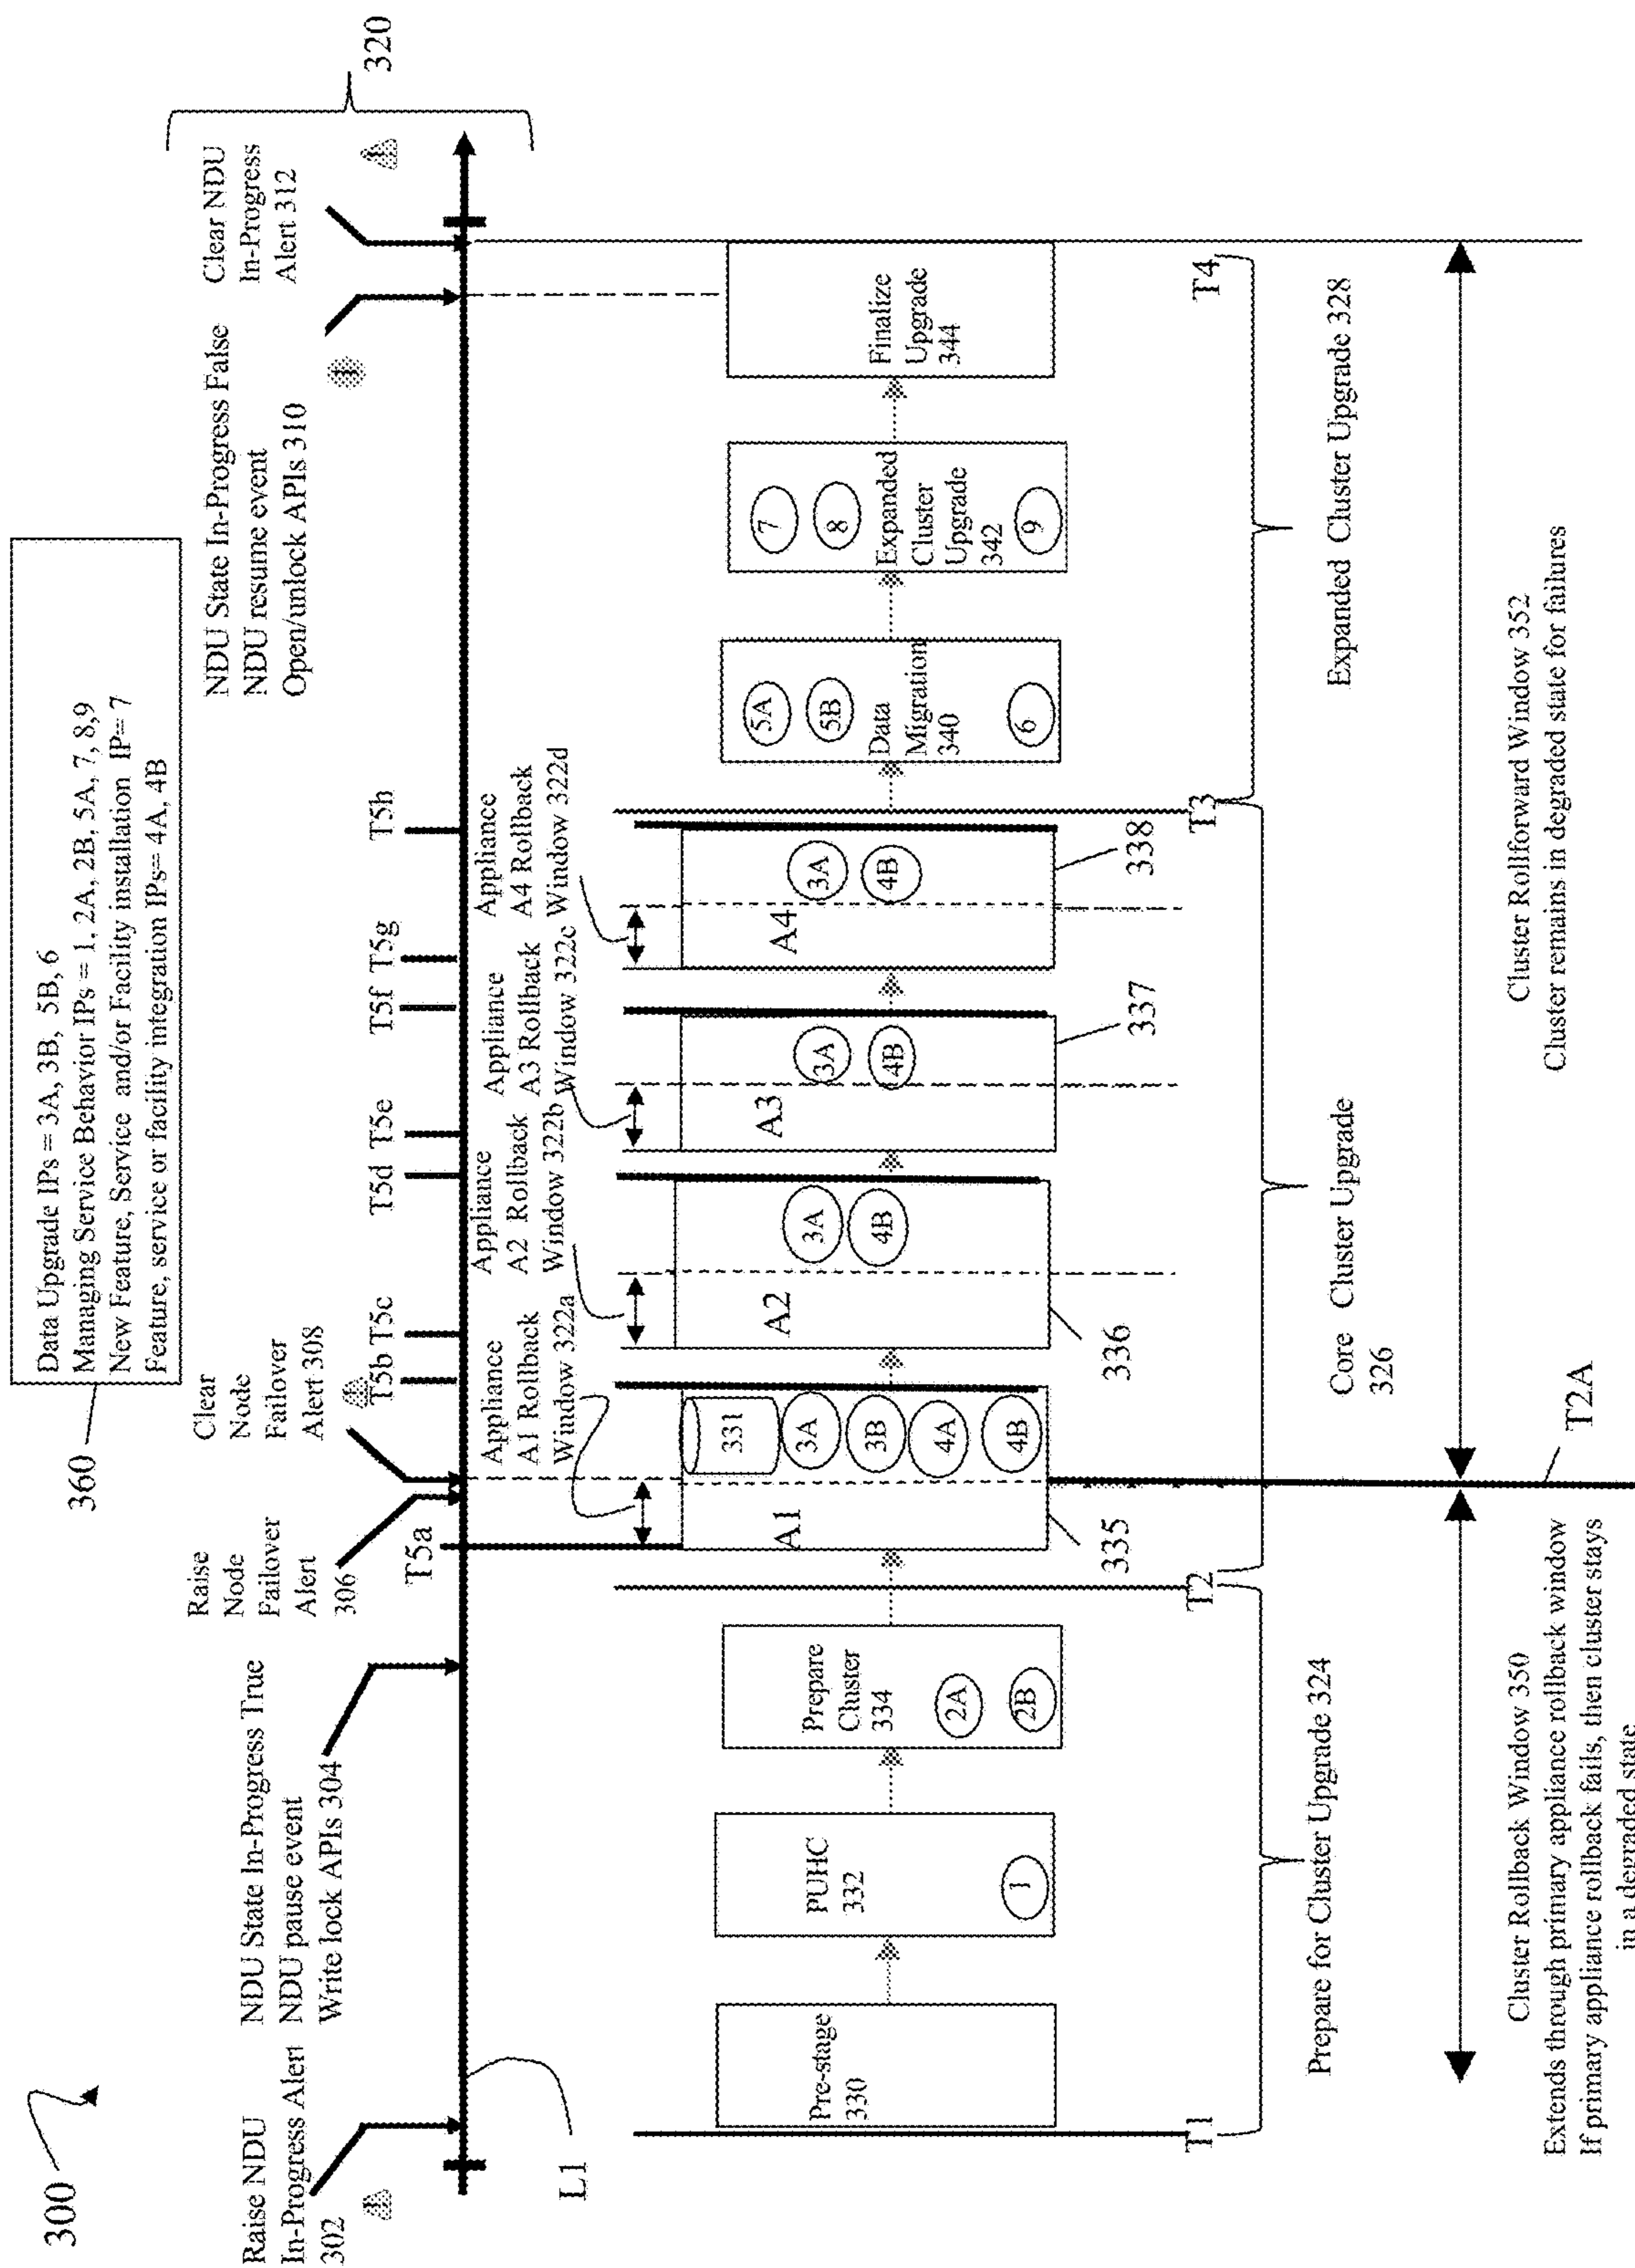 300
360
Data Upgrade IPs = 3A, 3B, 5B, 6
Managing Service Behavior IPs = 1, 2A, 2B, 5A, 7, 8,9
New Feature, Service and/or Facility installation IP= 7
Feature, service or facility integration IPs= 4A, 4B
Raise NDU
In-Progress Alert
302
NDU State In-Progress True
NDU pause event
Write lock APIs 304
Raise
Node
Failover
Alert
306
Clear
Node
Failover
Alert 308
NDU State In-Progress False
NDU resume event
Open/unlock APIs 310
Clear NDU
In-Progress
Alert 312
320
L1
T5a
T5b
T5c
T5d
T5e
T5f
T5g
T5h
Appliance
A1 Rollback
Window 322a
Appliance
A2 Rollback
Window 322b
Appliance
A3 Rollback
Window 322c
Appliance
A4 Rollback
Window 322d
Pre-stage
330
PUHC
332
1
Prepare
Cluster
334
2A
2B
A1
331
3A
3B
4A
4B
335
A2
3A
4B
336
A3
3A
4B
337
A4
3A
4B
338
5A
5B
Data
Migration
340
6
7
8
Expanded
Cluster
Upgrade
342
9
Finalize
Upgrade
344
T1
T2
T3
T4
Prepare for Cluster Upgrade 324
Core Cluster Upgrade
326
Expanded Cluster Upgrade 328
T2A
Cluster Rollback Window 350
Extends through primary appliance rollback window
If primary appliance rollback fails, then cluster stays
in a degraded state
Cluster Rollforward Window 352
Cluster remains in degraded state for failures